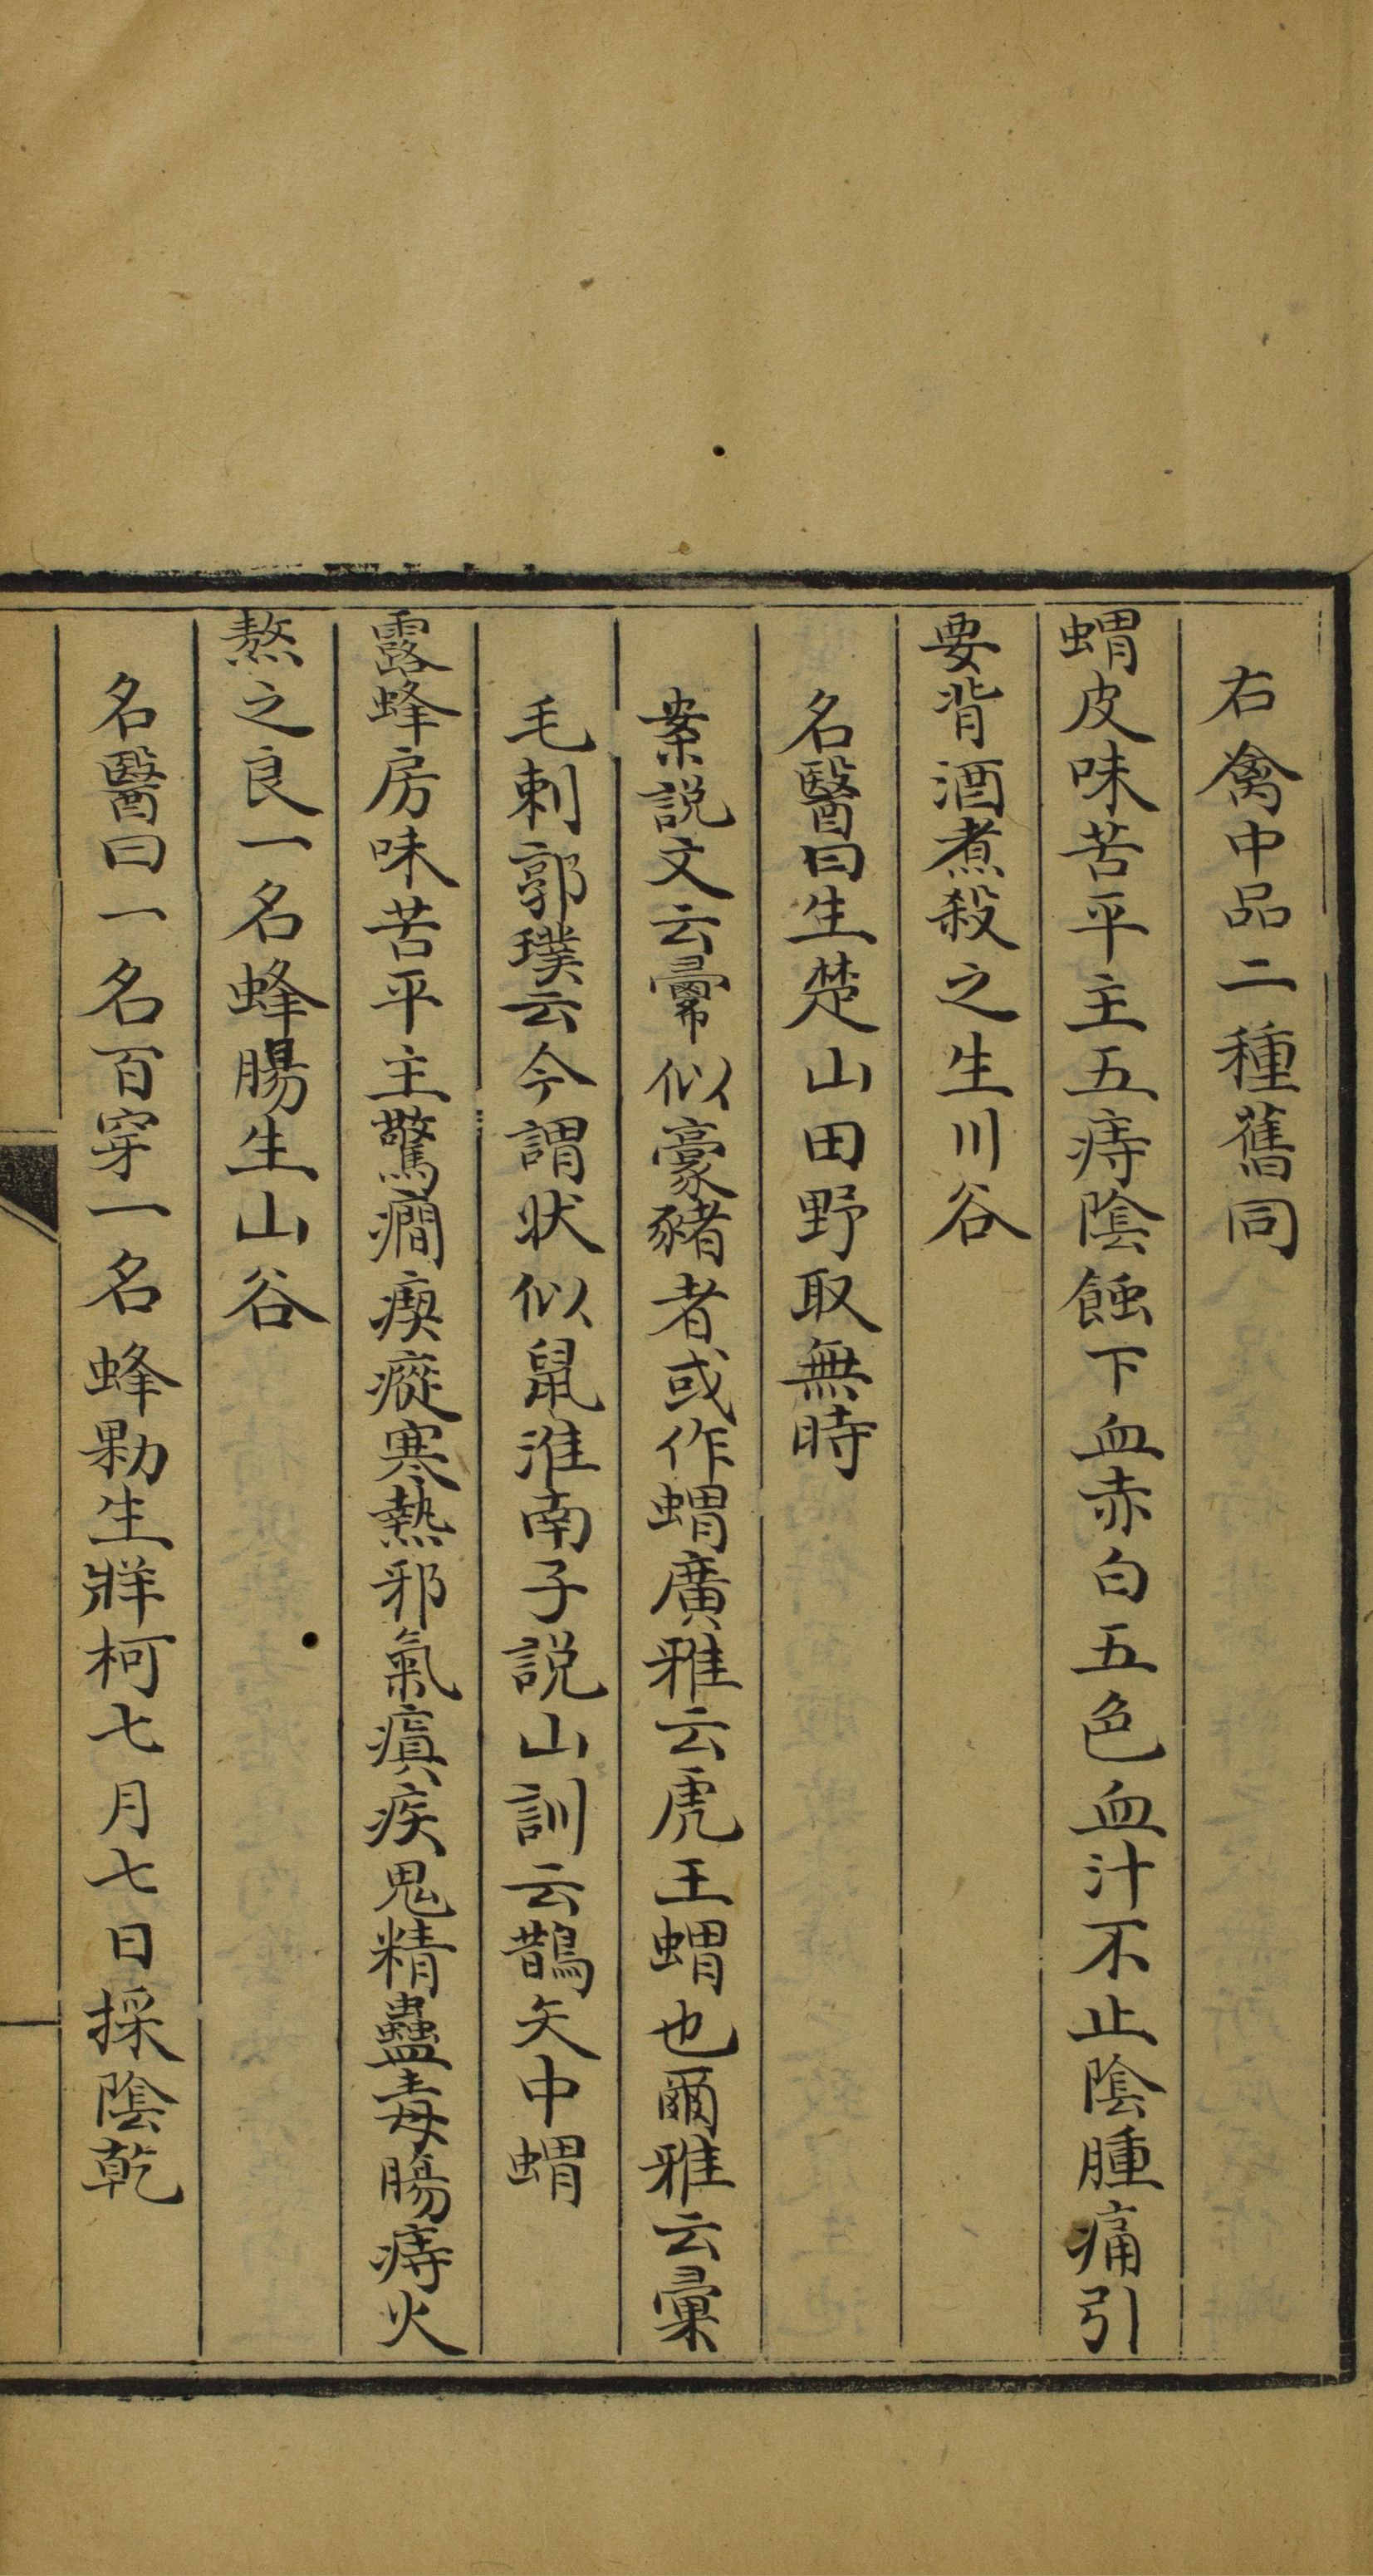 右禽中品二種舊同
蝟皮味苦平主五痔陰蝕下血赤白五色血汁不止陰腫痛引
要背酒煮殺之生川谷
名醫曰生楚山田野取無時
案説文云㣇似豪豬者或作蝟廣雅云虎王蝟也爾雅云彙
毛刺郭璞云今謂狀似鼠淮南子説山訓云鵲矢中蝟
露蜂房味苦平主驚癇瘈瘲寒熱邪氣瘨疾鬼精蠱毒腸痔火
熬之良一名蜂腸生山谷
名醫曰一名百穿一名蜂𠡒生牂柯七月七日採陰乾